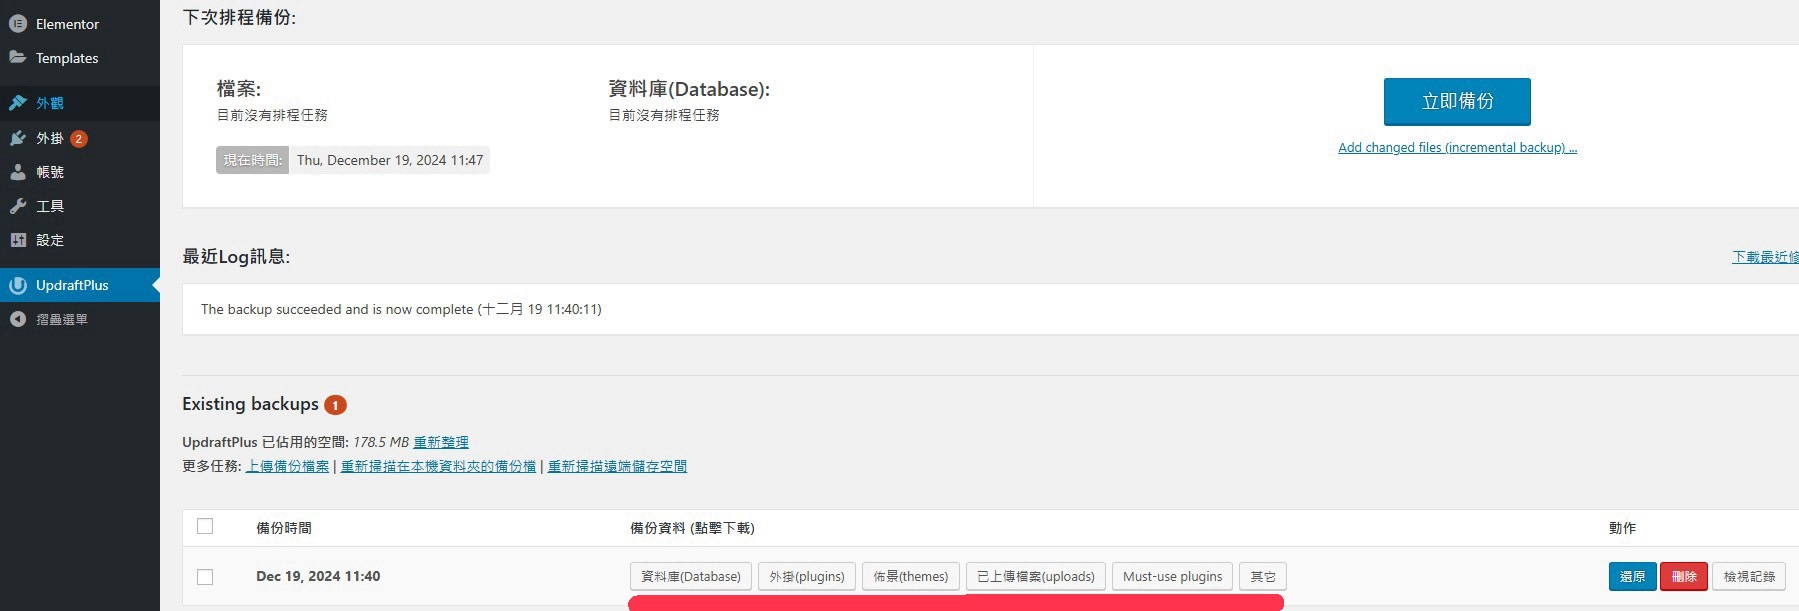 Elementor
Templates
外觀
外掛 2
帳號
工具
設定
UpdraftPlus
摺疊選單
下次排程備份:
檔案:
目前沒有排程任務
現在時間: Thu, December 19, 2024 11:47
資料庫(Database):
目前沒有排程任務
立即備份
Add changed files (incremental backup) ...
最近Log訊息:
下載最近修
The backup succeeded and is now complete (十二月 19 11:40:11)
Existing backups 1
UpdraftPlus 已佔用的空間: 178.5 MB 重新整理
更多任務: 上傳備份檔案 | 重新掃描在本機資料夾的備份檔 | 重新掃描遠端儲存空間
備份時間 備份資料 (點擊下載) 動作
Dec 19, 2024 11:40 資料庫(Database) 外掛(plugins) 佈景(themes) 已上傳檔案(uploads) Must-use plugins 其它 還原 刪除 檢視記錄